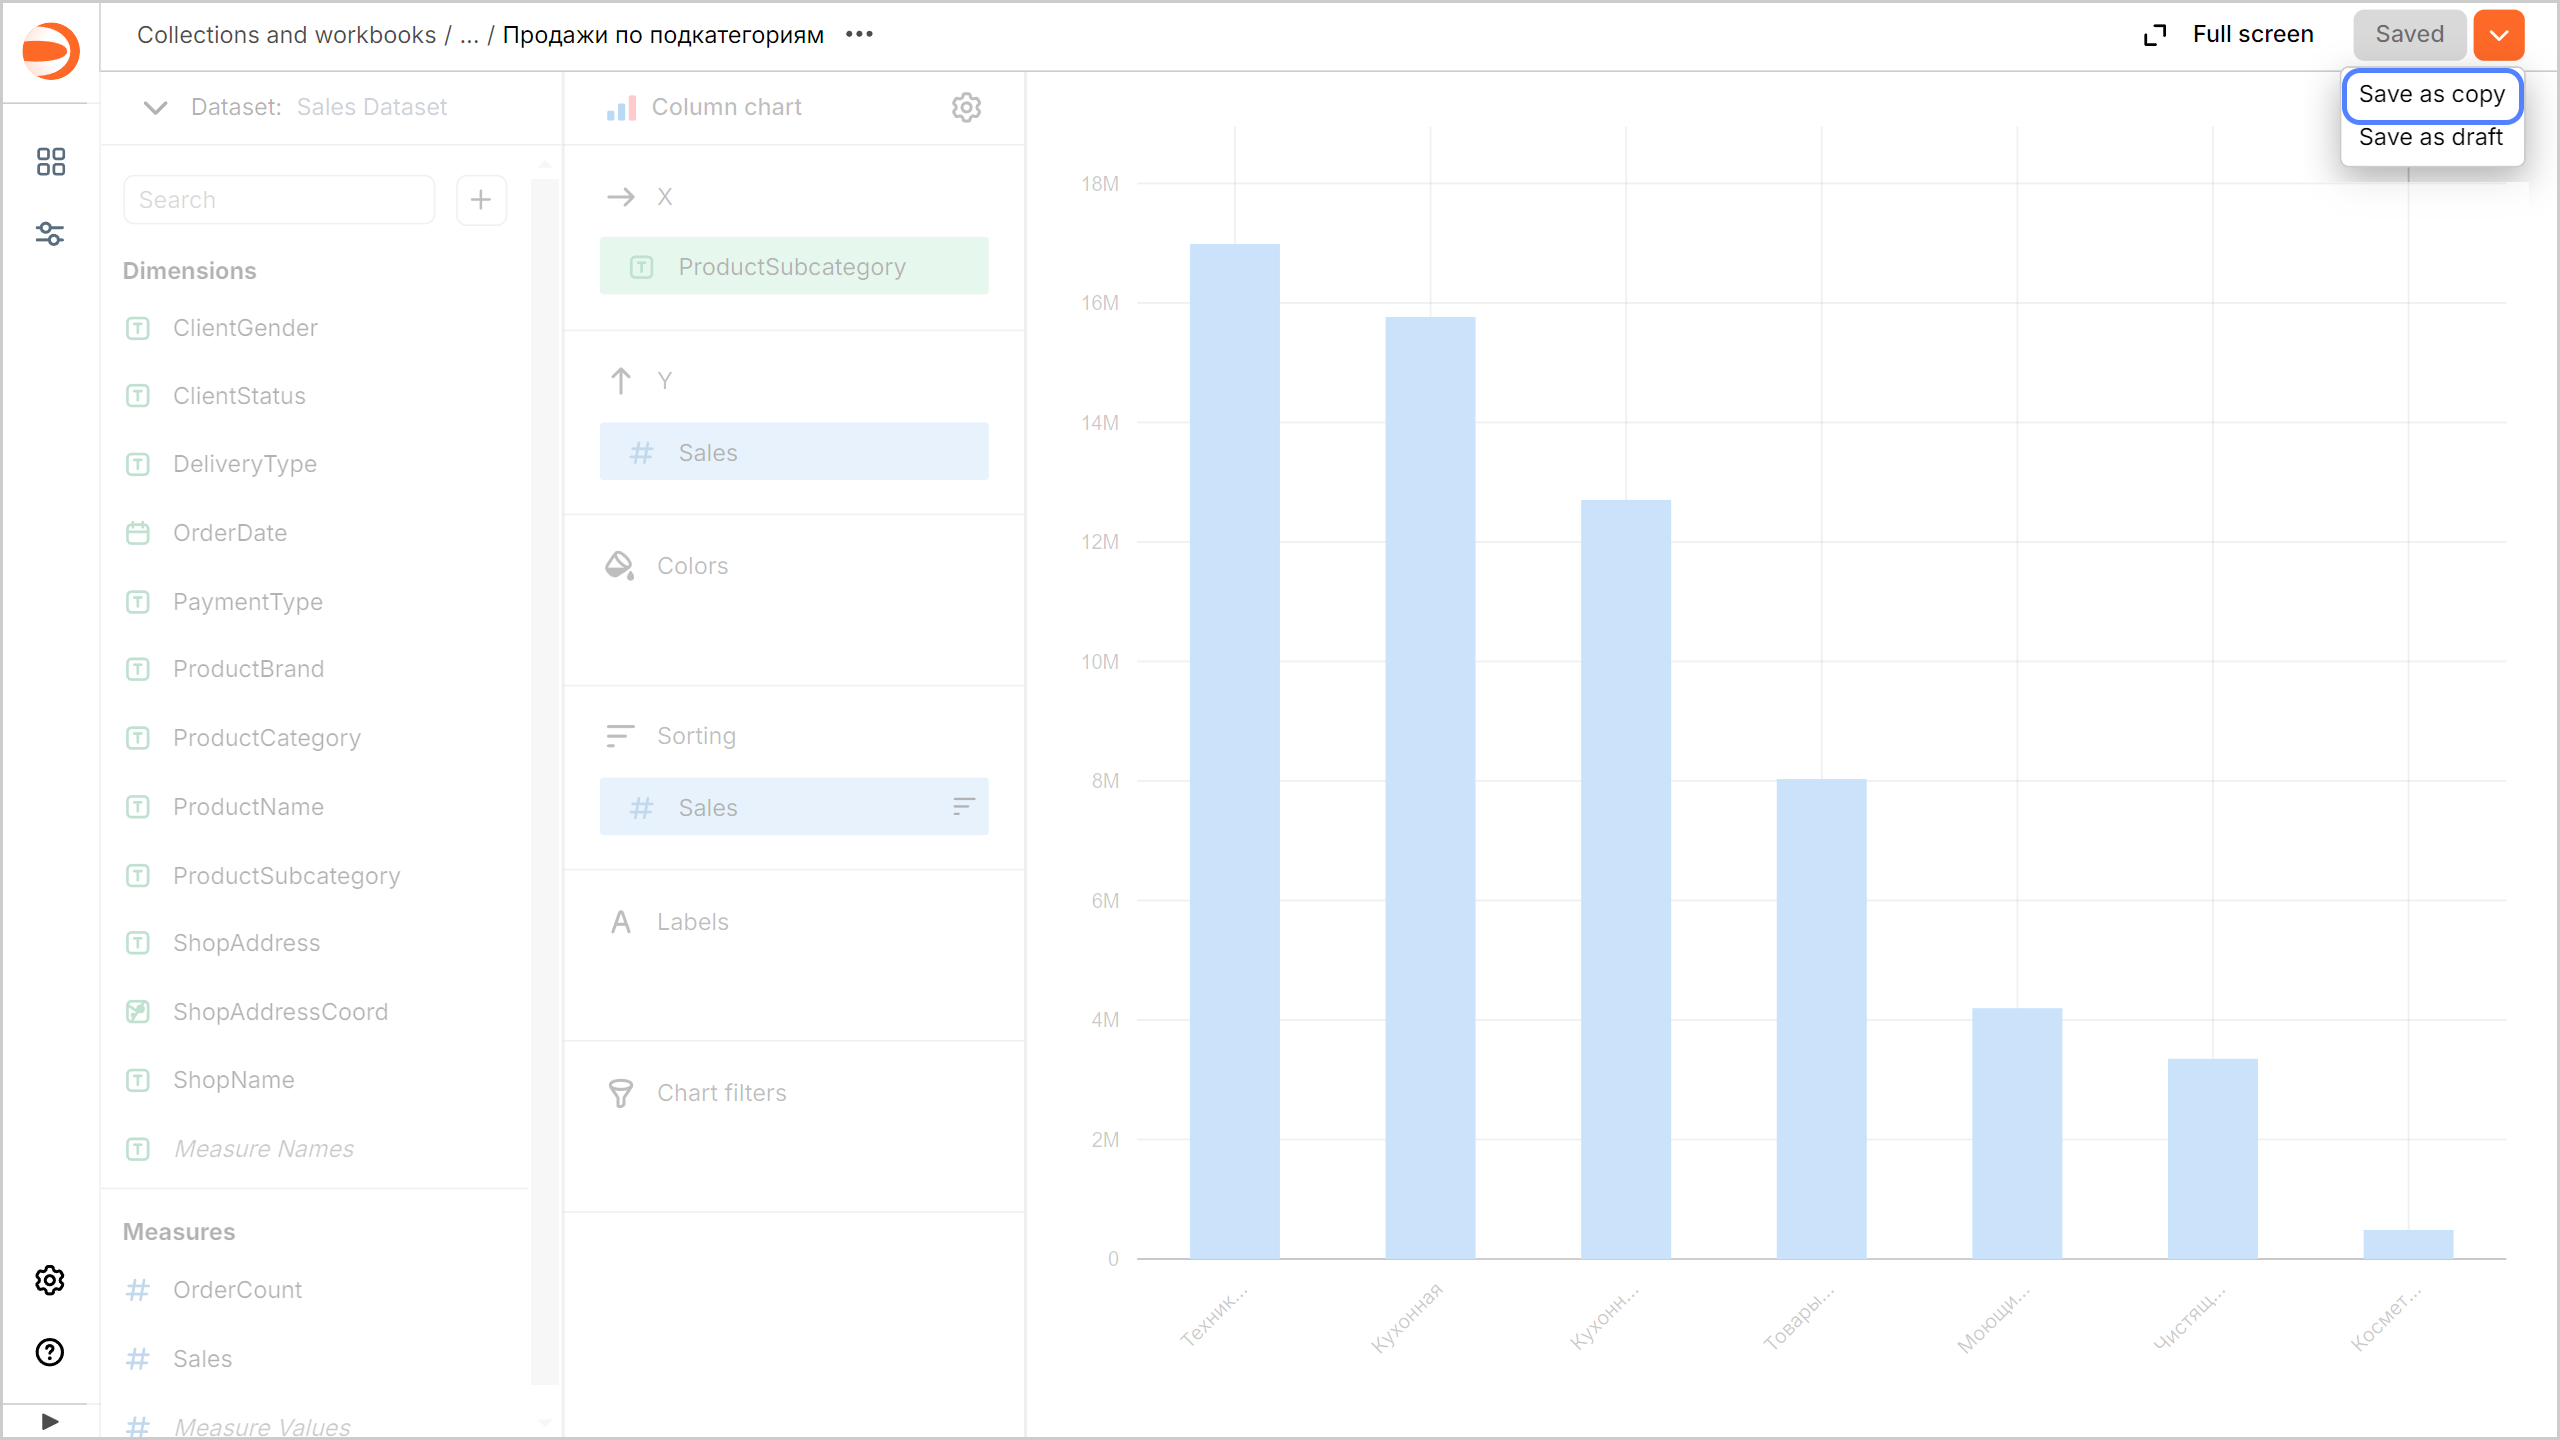 Collections and workbooks / ... / Продажи по подкатегориям
Full screen
Saved
Save as copy
Save as draft
Dataset: Sales Dataset
Search
Dimensions
ClientGender
ClientStatus
DeliveryType
OrderDate
PaymentType
ProductBrand
ProductCategory
ProductName
ProductSubcategory
ShopAddress
ShopAddressCoord
ShopName
Measure Names
Measures
OrderCount
Sales
Measure Values
Column chart
X
ProductSubcategory
Y
Sales
Colors
Sorting
Sales
Labels
Chart filters
18M
16M
14M
12M
10M
8M
6M
4M
2M
0
Техник...
Кухонная
Кухонн...
Товары...
Моющи...
Чистящ...
Космет...